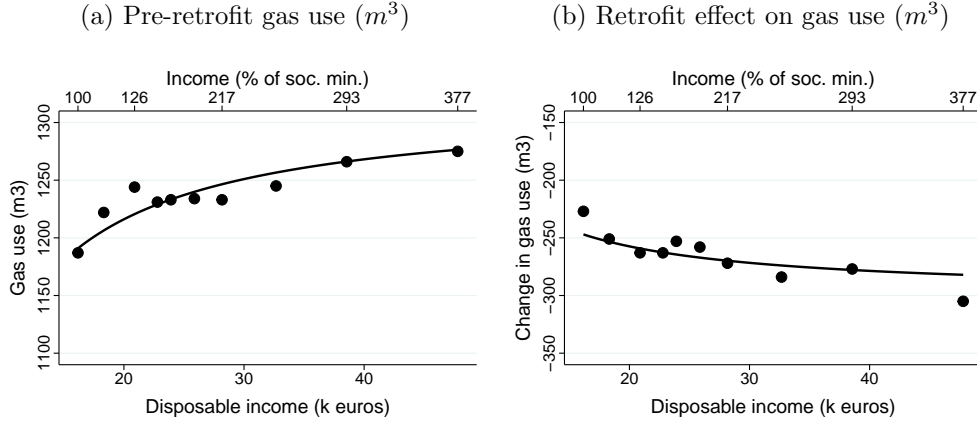 (a) Pre-retrofit gas use (m³)
Income (% of soc. min.)
100 126 217 293 377
1300
1250
1200
1150
1100
Gas use (m3)
20 30 40
Disposable income (k euros)
(b) Retrofit effect on gas use (m³)
Income (% of soc. min.)
100 126 217 293 377
−150
−200
−250
−300
−350
Change in gas use (m3)
20 30 40
Disposable income (k euros)